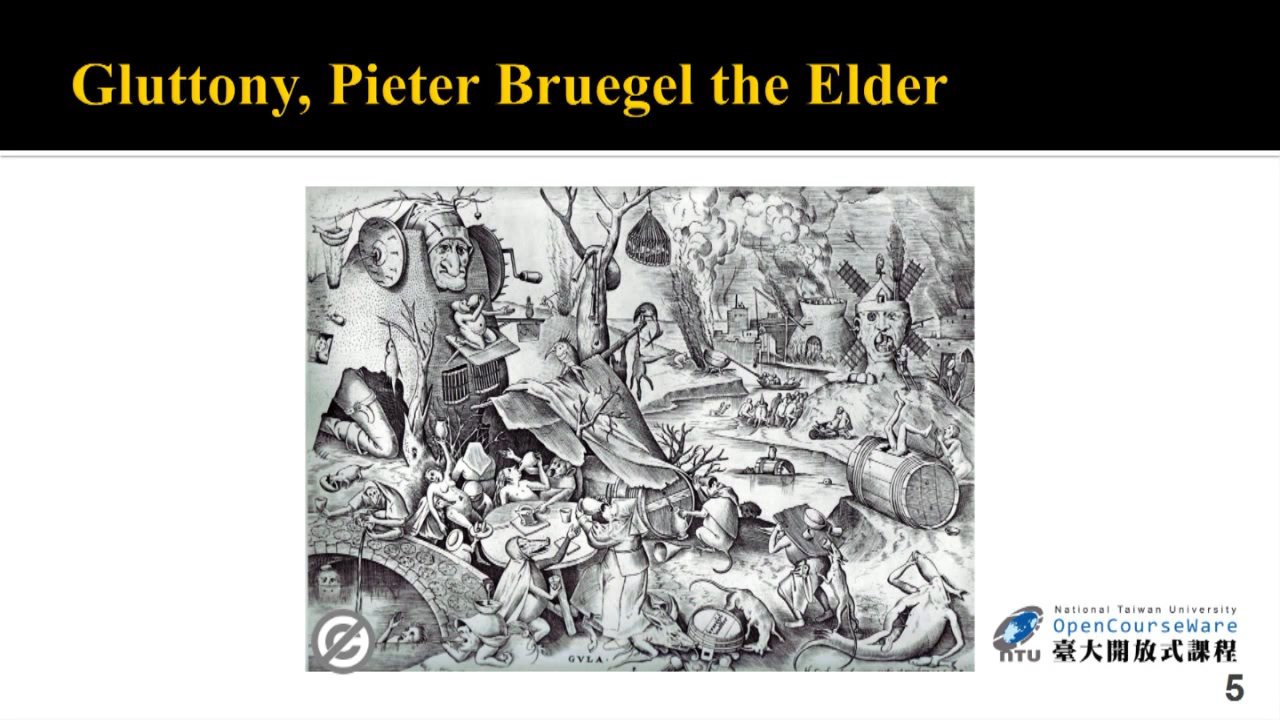 Gluttony, Pieter Bruegel the Elder
GVLA
National Taiwan University
OpenCourseWare
NTU 臺大開放式課程
5